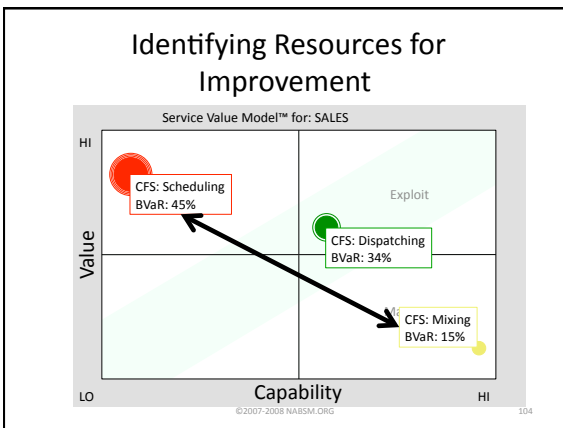 Identifying Resources for
Improvement
Service Value Model™ for: SALES
HI
CFS: Scheduling
BVaR: 45%
Exploit
CFS: Dispatching
BVaR: 34%
Value
CFS: Mixing
BVaR: 15%
LO
Capability
HI
©2007-2008 NABSM.ORG
104